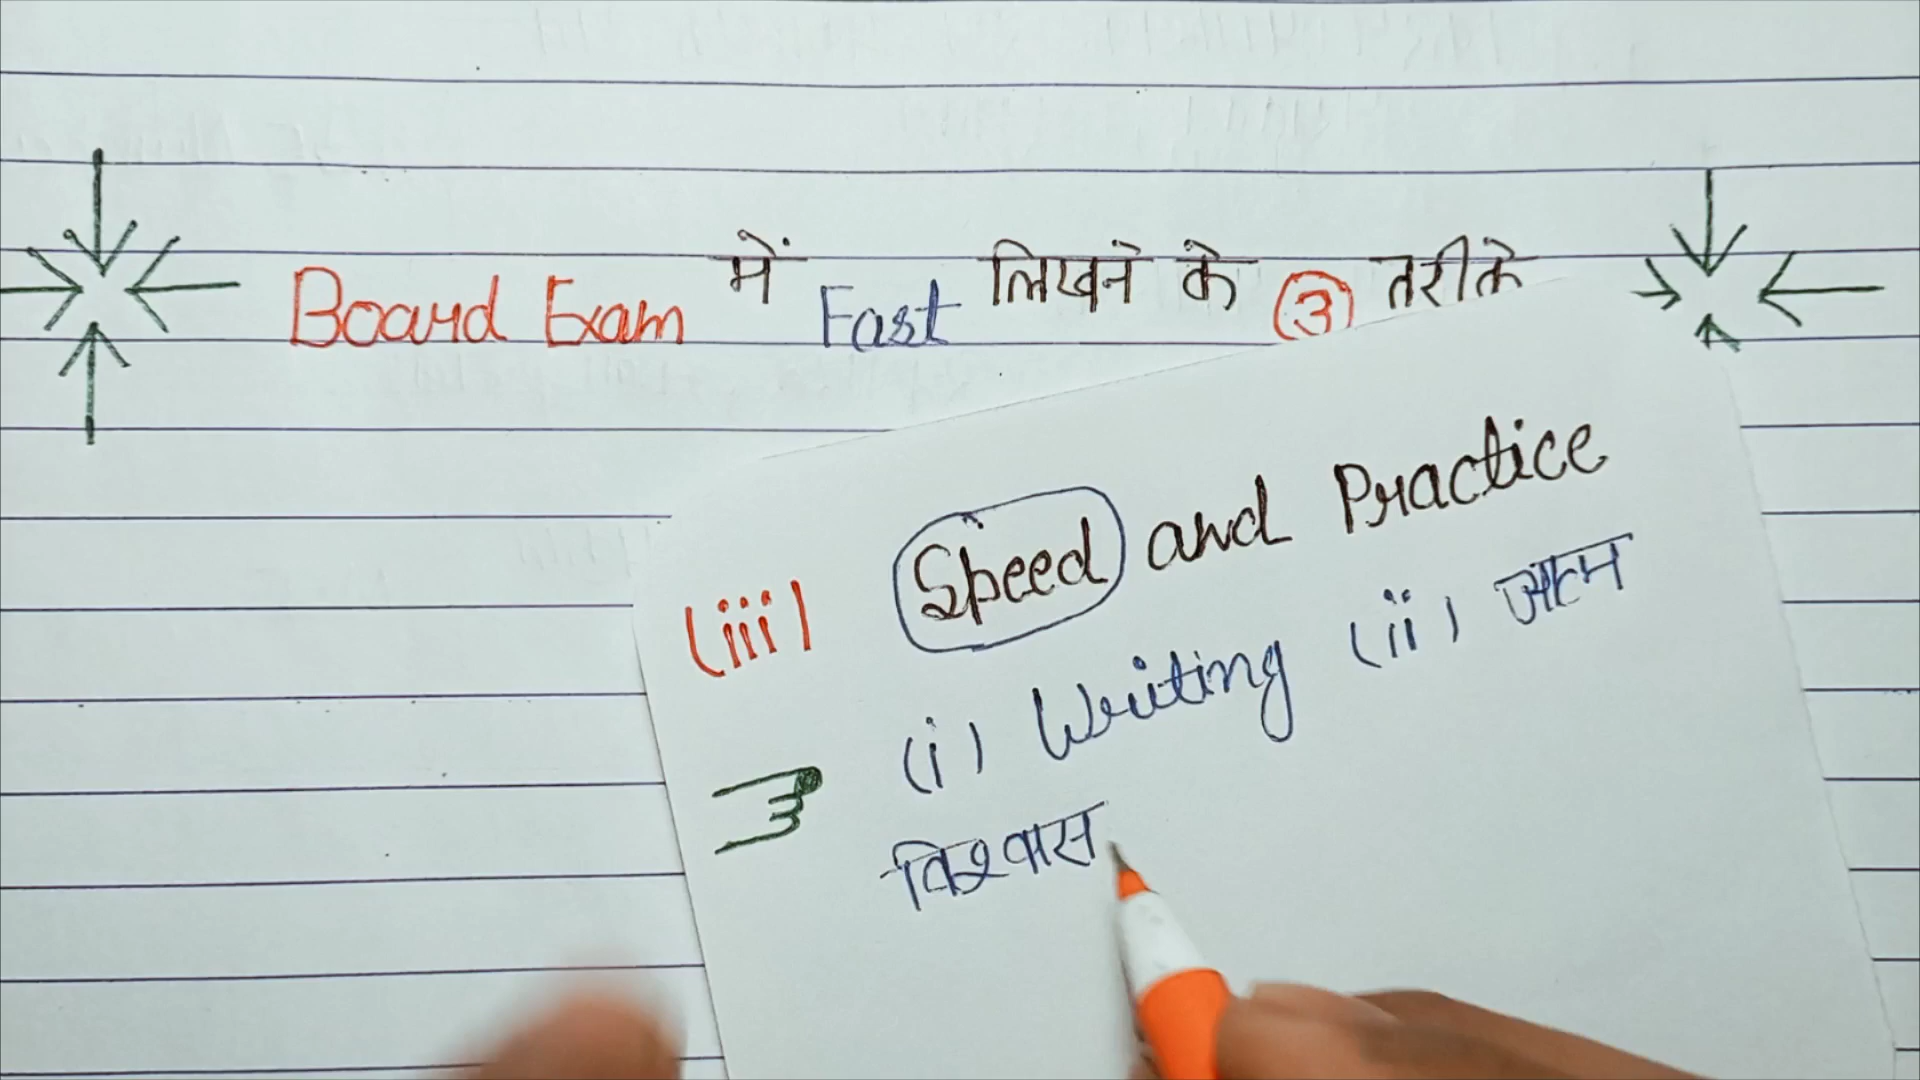 Board Exam में Fast लिखने के 3 तरीके
(iii) Speed and Practice
(i) Writing (ii) आत्म
विश्वास